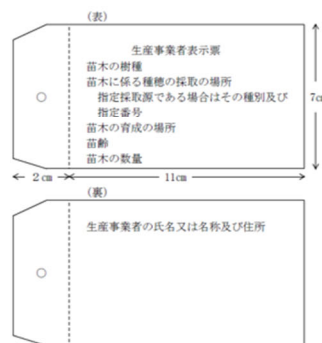 (表)
生産事業者表示票
苗木の樹種
苗木に係る種穂の採取の場所
指定採取源である場合はその種別及び
指定番号
苗木の育成の場所
苗齢
苗木の数量
7cm
2cm
11cm
(裏)
生産事業者の氏名又は名称及び住所